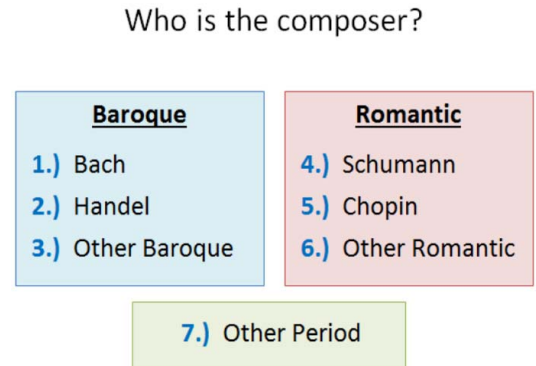 Who is the composer?
Baroque
1.) Bach
2.) Handel
3.) Other Baroque
Romantic
4.) Schumann
5.) Chopin
6.) Other Romantic
7.) Other Period